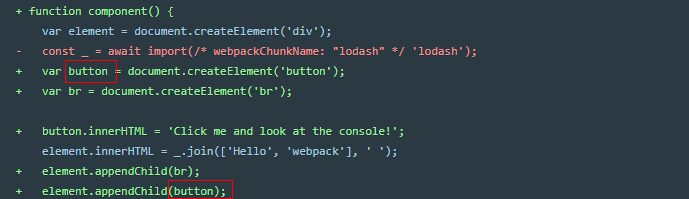 + function component() {
    var element = document.createElement('div');
-   const _ = await import(/* webpackChunkName: "lodash" */ 'lodash');
+   var button = document.createElement('button');
+   var br = document.createElement('br');
+   button.innerHTML = 'Click me and look at the console!';
    element.innerHTML = _.join(['Hello', 'webpack'], ' ');
+   element.appendChild(br);
+   element.appendChild(button);